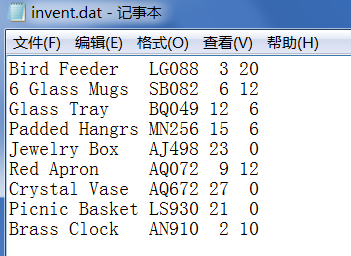 invent.dat - 记事本
文件(F) 编辑(E) 格式(O) 查看(V) 帮助(H)
Bird Feeder   LG088  3 20
6 Glass Mugs  SB082  6 12
Glass Tray    BQ049 12  6
Padded Hangrs MN256 15  6
Jewelry Box   AJ498 23  0
Red Apron     AQ072  9 12
Crystal Vase  AQ672 27  0
Picnic Basket LS930 21  0
Brass Clock   AN910  2 10